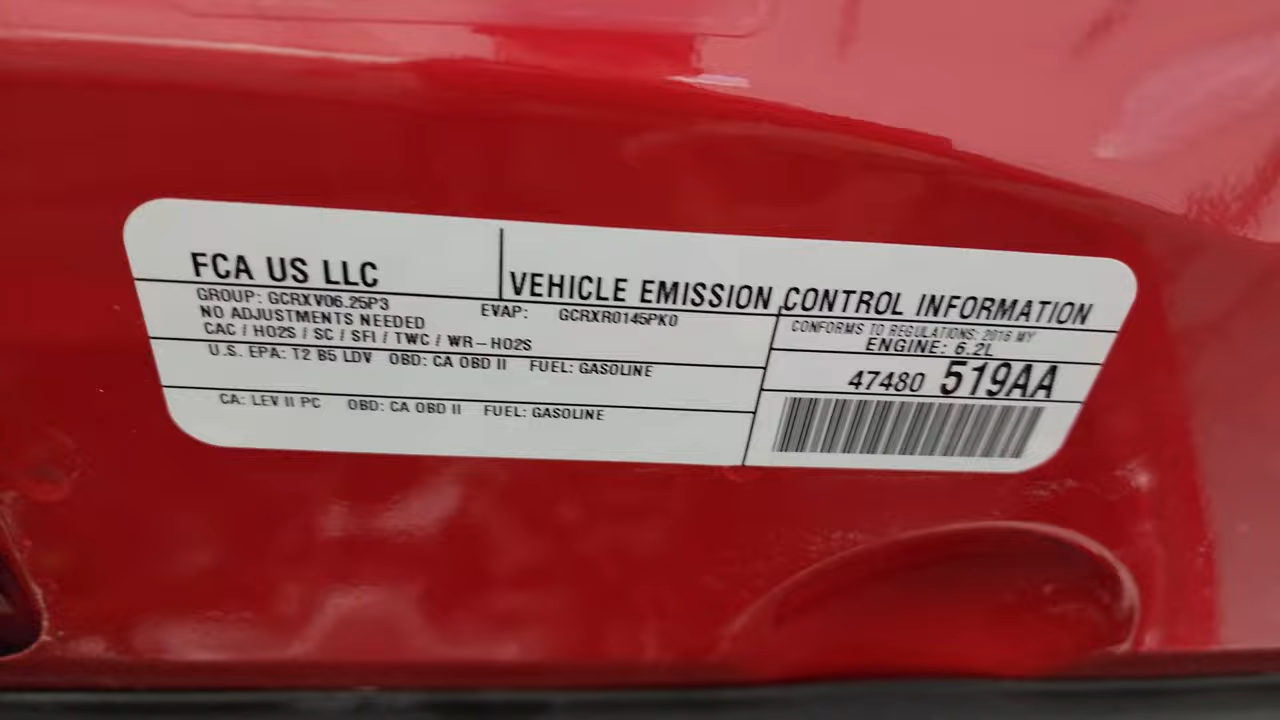 FCA US LLC
VEHICLE EMISSION CONTROL INFORMATION
GROUP: GCRXV06.25P3 EVAP: GCRXR0145PK0
NO ADJUSTMENTS NEEDED
CAC / HO2S / SC / SFI / TWC / WR-HO2S
CONFORMS TO REGULATIONS: 2016 MY
ENGINE: 6.2L
U.S. EPA: T2 B5 LDV OBD: CA OBD II FUEL: GASOLINE
47480 519AA
CA: LEV II PC OBD: CA OBD II FUEL: GASOLINE